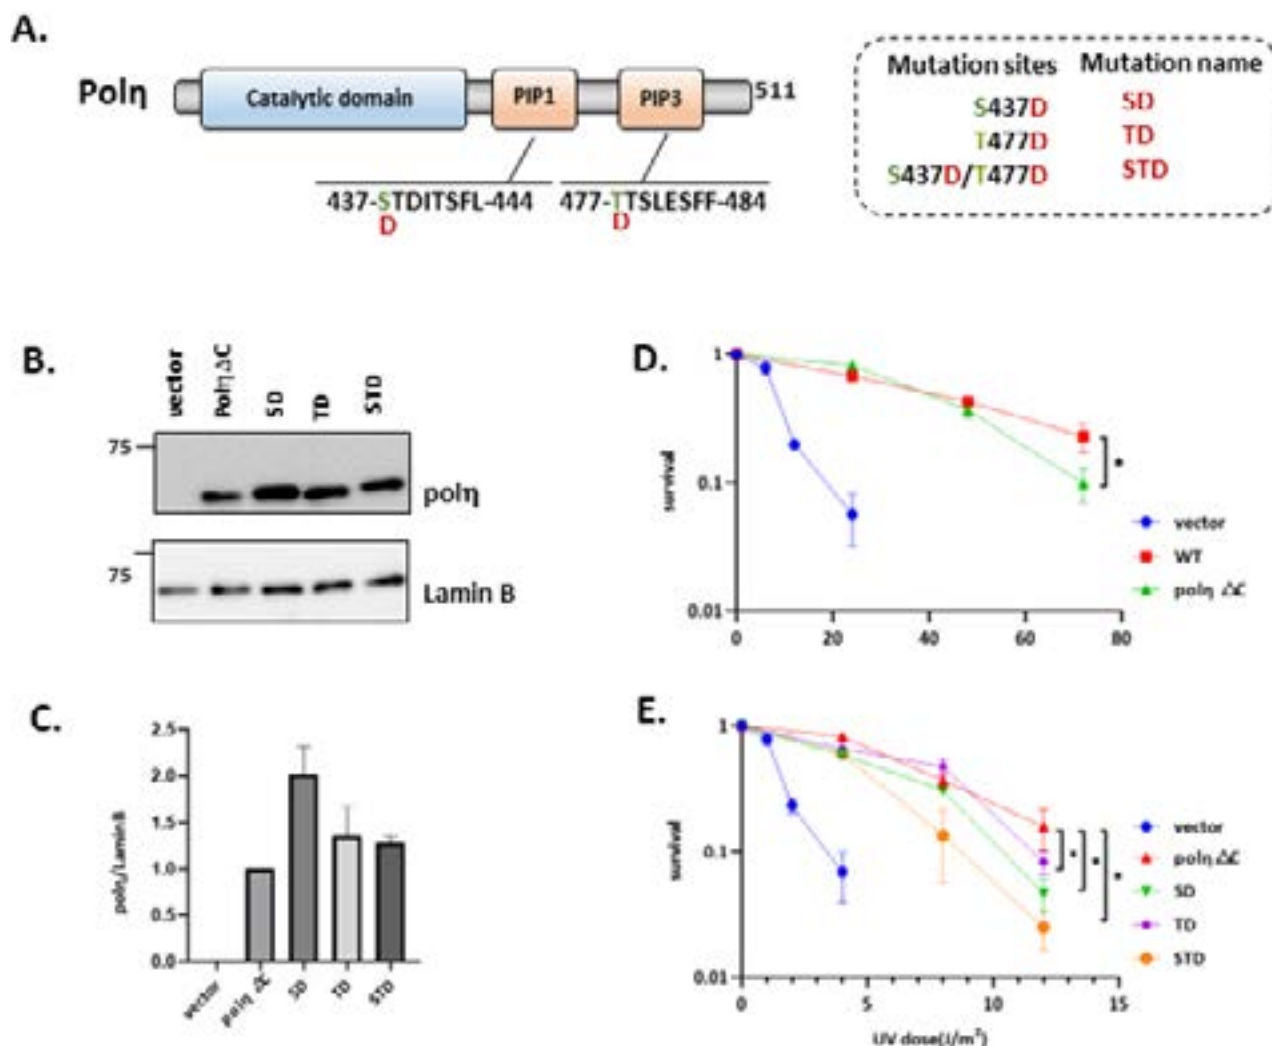 A.
Polη
Catalytic domain
PIP1
PIP3
511
437-STDITSFL-444
D
477-TTSLESFF-484
D
Mutation sites Mutation name
S437D SD
T477D TD
S437D/T477D STD
B.
vector
Polη ΔC
SD
TD
STD
75
polη
75
Lamin B
C.
2.5
2.0
1.5
1.0
0.5
0.0
polη/Lamin B
vector
polη ΔC
SD
TD
STD
D.
1
0.1
0.01
survival
0 20 40 60 80
*
vector
WT
polη ΔC
E.
1
0.1
0.01
survival
0 5 10 15
UV dose(J/m²)
* * *
vector
polη ΔC
SD
TD
STD